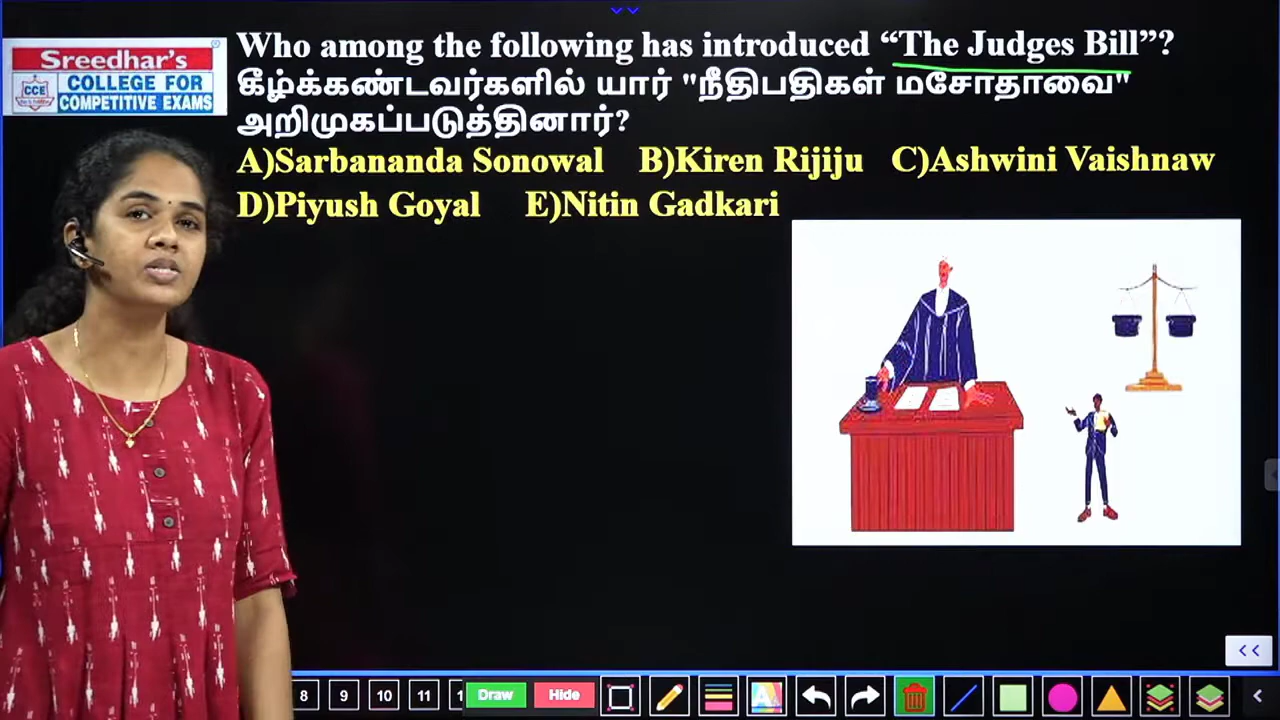 Sreedhar's
CCE
COLLEGE FOR
COMPETITIVE EXAMS
Who among the following has introduced “The Judges Bill”?
கீழ்க்கண்டவர்களில் யார் "நீதிபதிகள் மசோதாவை"
அறிமுகப்படுத்தினார்?
A)Sarbananda Sonowal B)Kiren Rijiju C)Ashwini Vaishnaw
D)Piyush Goyal E)Nitin Gadkari
<<
8 9 10 11 1 Draw Hide A